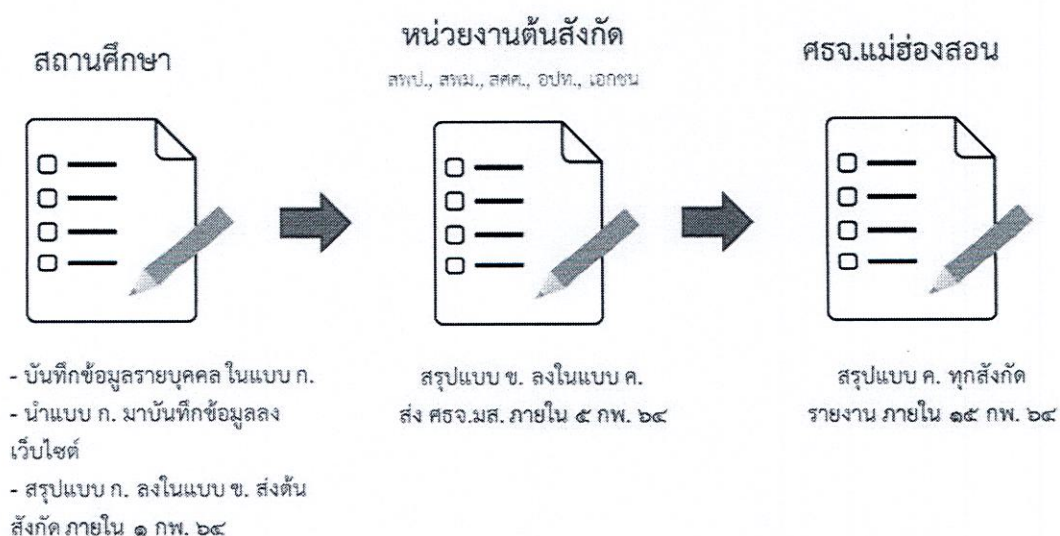 สถานศึกษา
- บันทึกข้อมูลรายบุคคล ในแบบ ก.
- นำแบบ ก. มาบันทึกข้อมูลลง
เว็บไซต์
- สรุปแบบ ก. ลงในแบบ ข. ส่งต้น
สังกัด ภายใน ๑ กพ. ๖๔
หน่วยงานต้นสังกัด
สพป., สพม., สศศ., อปท., เอกชน
สรุปแบบ ข. ลงในแบบ ค.
ส่ง ศธจ.มส. ภายใน ๕ กพ. ๖๔
ศธจ.แม่ฮ่องสอน
สรุปแบบ ค. ทุกสังกัด
รายงาน ภายใน ๑๕ กพ. ๖๔